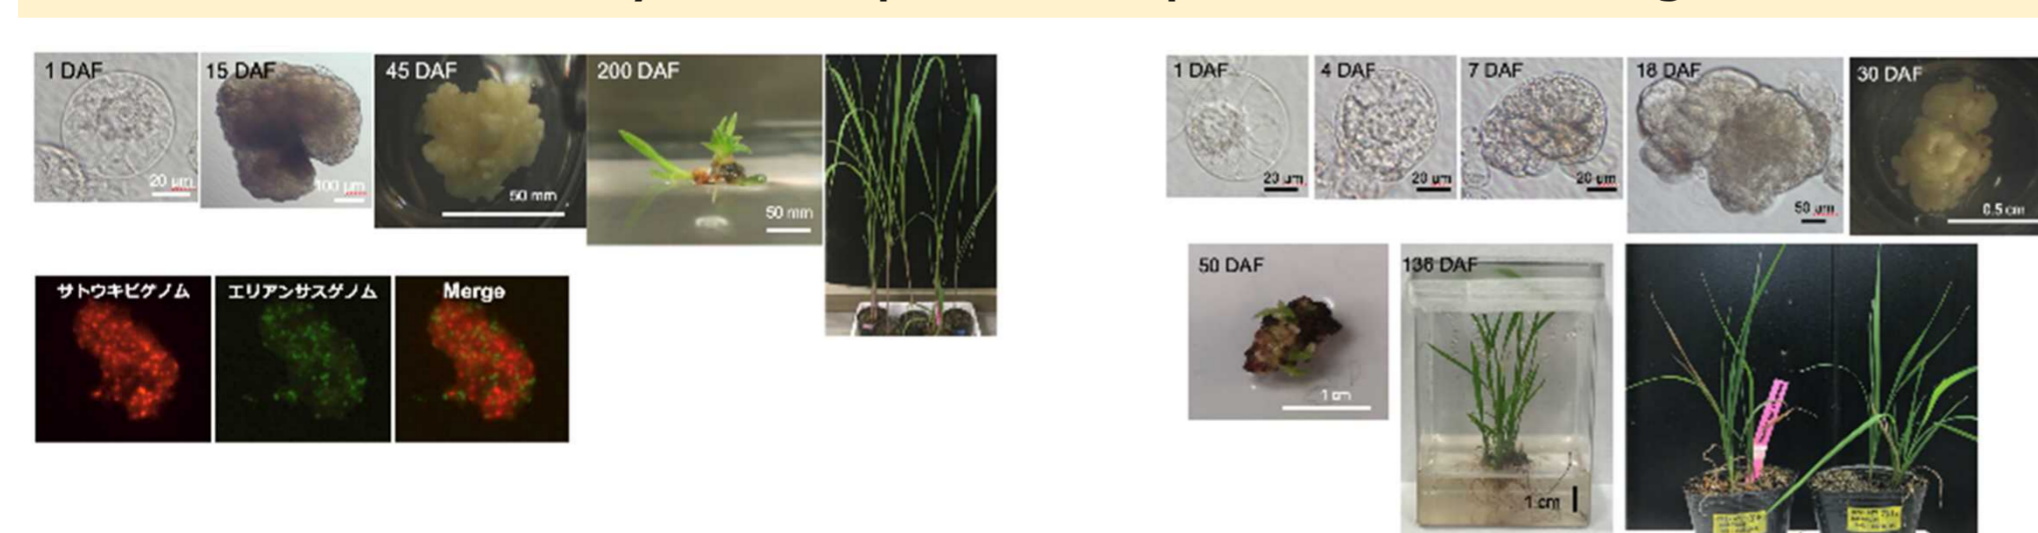 1 DAF
20 µm
15 DAF
100 µm
45 DAF
50 mm
200 DAF
50 mm
サトウキビゲノム
エリアンサスゲノム
Merge
1 DAF
20 µm
4 DAF
20 µm
7 DAF
20 µm
18 DAF
50 µm
30 DAF
0.5 cm
50 DAF
1 cm
136 DAF
1 cm